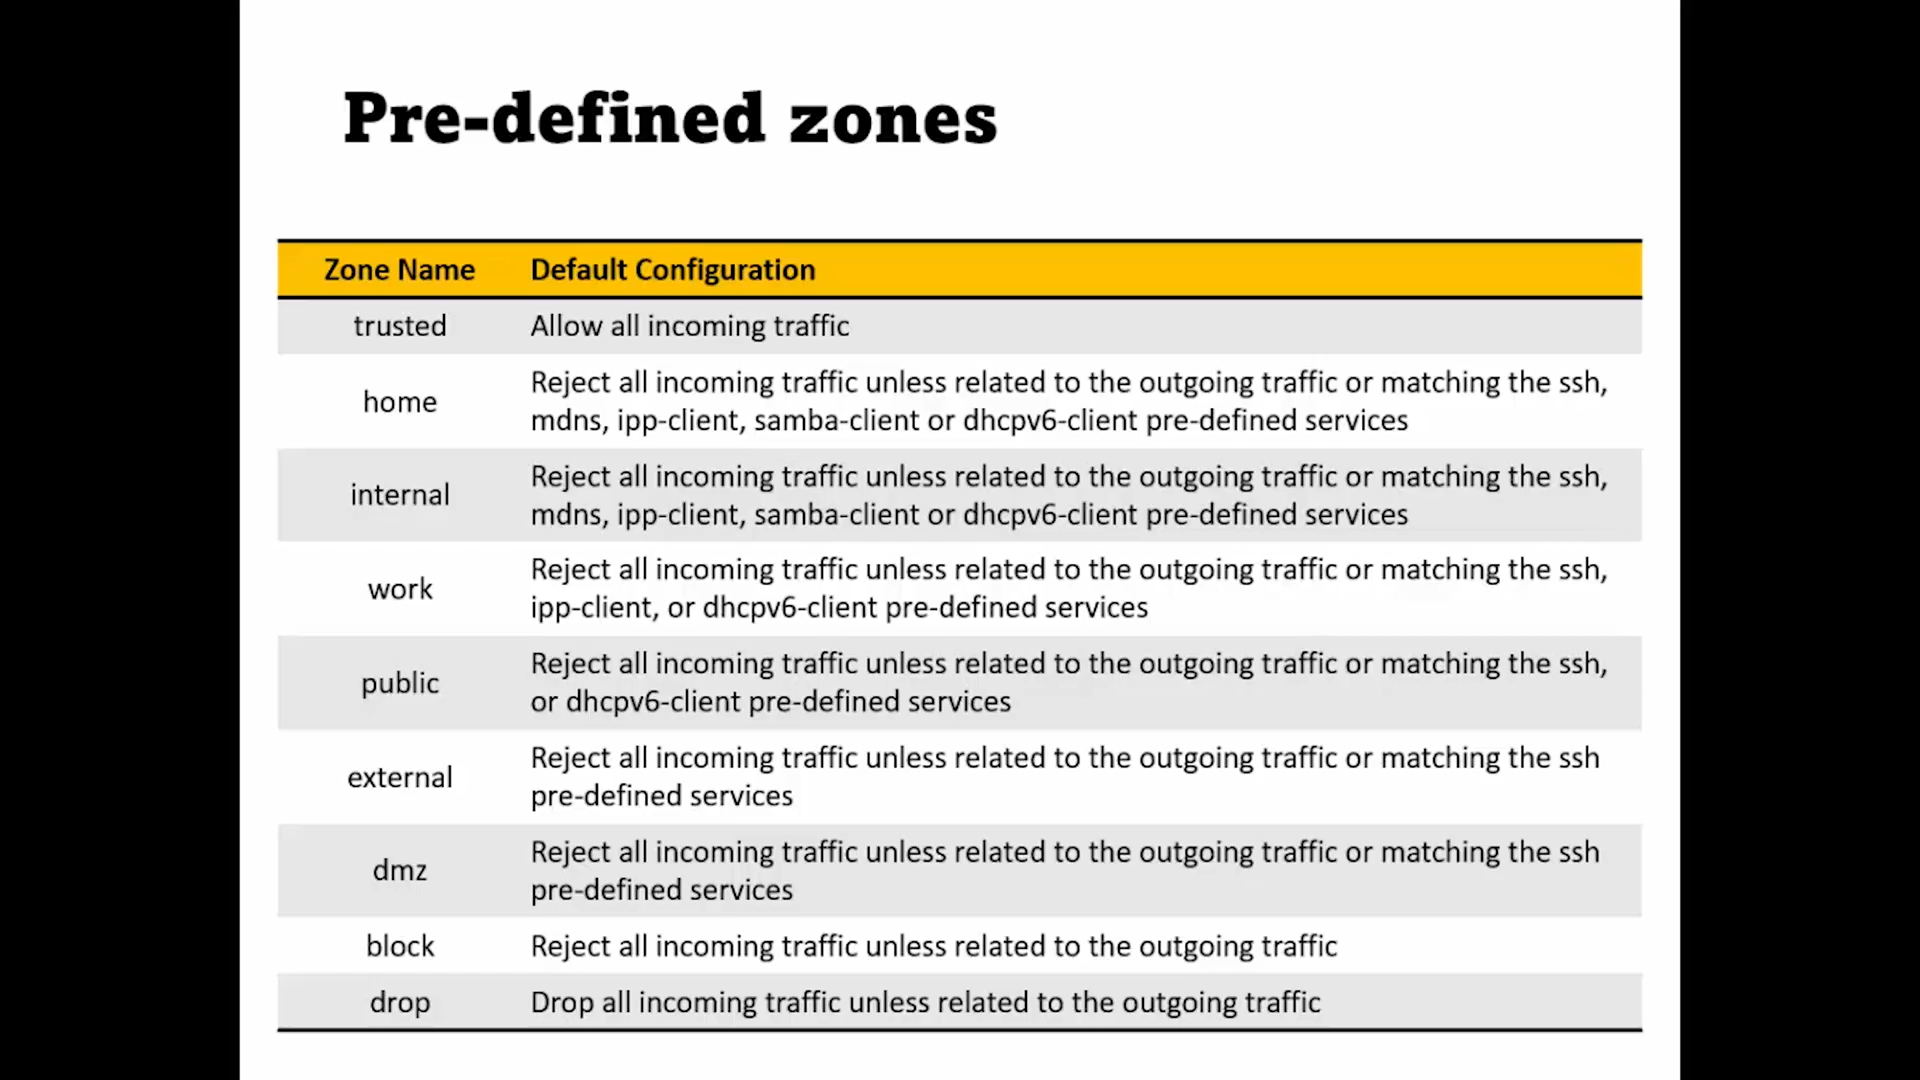 Pre-defined zones
Zone Name Default Configuration
trusted Allow all incoming traffic
home Reject all incoming traffic unless related to the outgoing traffic or matching the ssh,
mdns, ipp-client, samba-client or dhcpv6-client pre-defined services
internal Reject all incoming traffic unless related to the outgoing traffic or matching the ssh,
mdns, ipp-client, samba-client or dhcpv6-client pre-defined services
work Reject all incoming traffic unless related to the outgoing traffic or matching the ssh,
ipp-client, or dhcpv6-client pre-defined services
public Reject all incoming traffic unless related to the outgoing traffic or matching the ssh,
or dhcpv6-client pre-defined services
external Reject all incoming traffic unless related to the outgoing traffic or matching the ssh
pre-defined services
dmz Reject all incoming traffic unless related to the outgoing traffic or matching the ssh
pre-defined services
block Reject all incoming traffic unless related to the outgoing traffic
drop Drop all incoming traffic unless related to the outgoing traffic